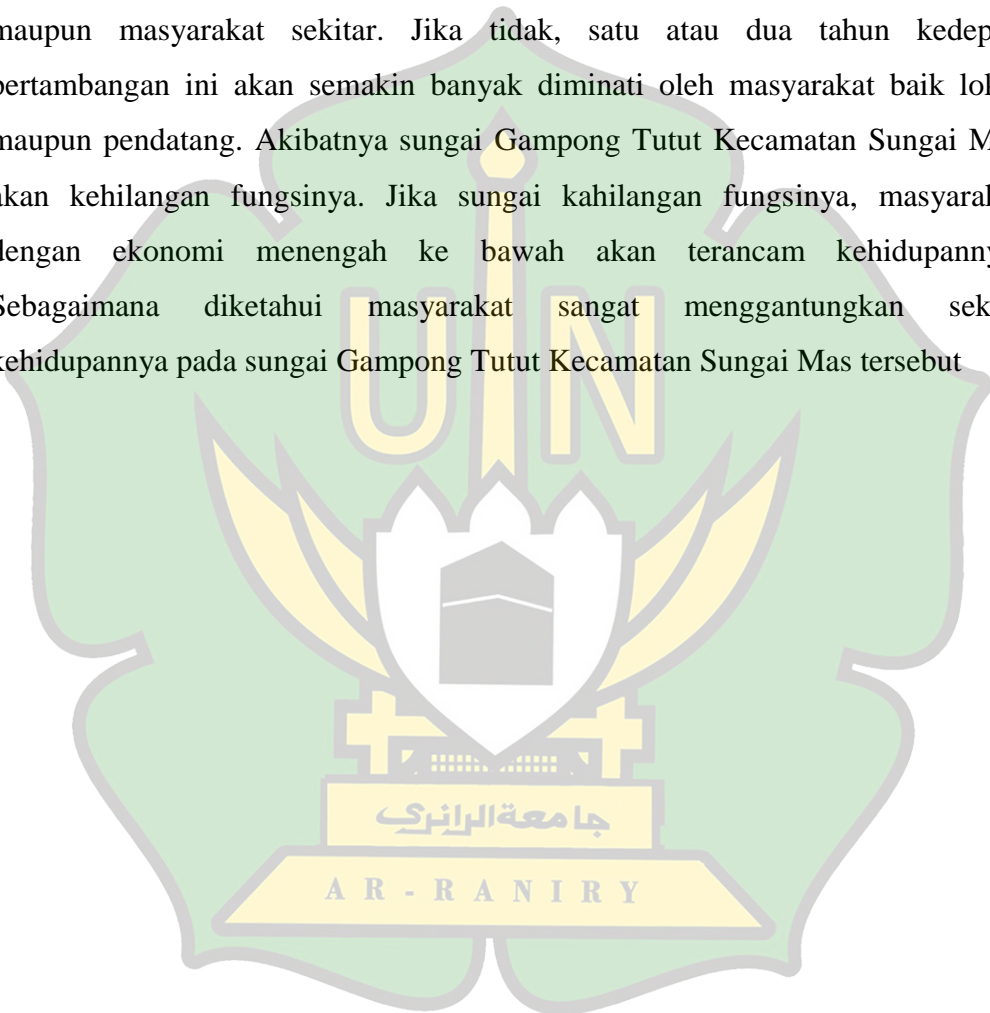 maupun masyarakat sekitar. Jika tidak, satu atau dua tahun kedep
pertambangan ini akan semakin banyak diminati oleh masyarakat baik lok
maupun pendatang. Akibatnya sungai Gampong Tutut Kecamatan Sungai M
akan kehilangan fungsinya. Jika sungai kahilangan fungsinya, masyarak
dengan ekonomi menengah ke bawah akan terancam kehidupanny
Sebagaimana diketahui masyarakat sangat menggantungkan sek
kehidupannya pada sungai Gampong Tutut Kecamatan Sungai Mas tersebut
UIN
جامعة الرانري
AR-RANIRY